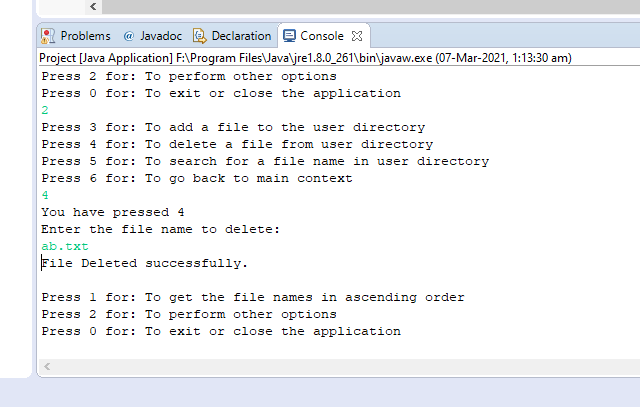 Problems @ Javadoc Declaration Console
Project [Java Application] F:\Program Files\Java\jre1.8.0_261\bin\javaw.exe (07-Mar-2021, 1:13:30 am)
Press 2 for: To perform other options
Press 0 for: To exit or close the application
2
Press 3 for: To add a file to the user directory
Press 4 for: To delete a file from user directory
Press 5 for: To search for a file name in user directory
Press 6 for: To go back to main context
4
You have pressed 4
Enter the file name to delete:
ab.txt
File Deleted successfully.
Press 1 for: To get the file names in ascending order
Press 2 for: To perform other options
Press 0 for: To exit or close the application